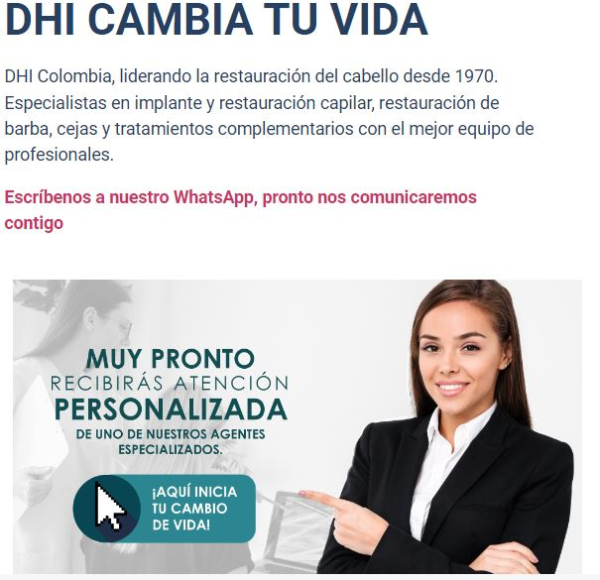 DHI CAMBIA TU VIDA
DHI Colombia, liderando la restauración del cabello desde 1970.
Especialistas en implante y restauración capilar, restauración de
barba, cejas y tratamientos complementarios con el mejor equipo de
profesionales.
Escríbenos a nuestro WhatsApp, pronto nos comunicaremos
contigo
MUY PRONTO
RECIBIRÁS ATENCIÓN
PERSONALIZADA
DE UNO DE NUESTROS AGENTES
ESPECIALIZADOS.
¡AQUÍ INICIA
TU CAMBIO
DE VIDA!